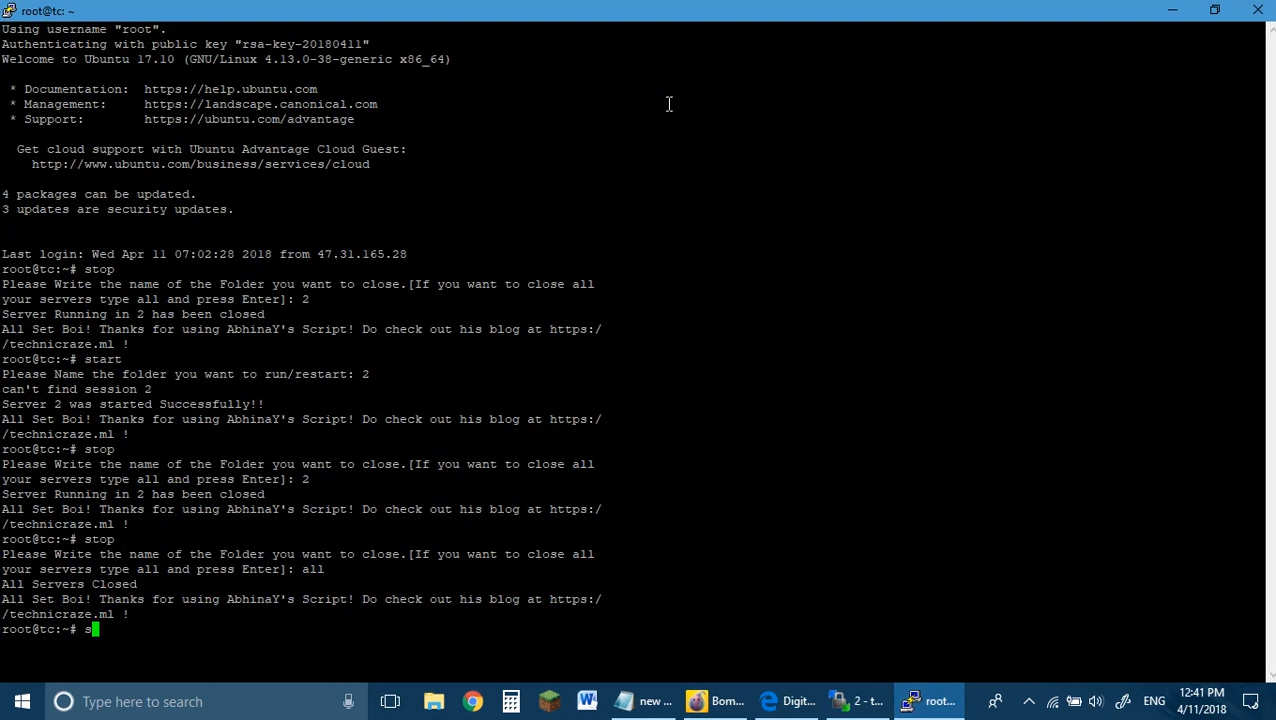 root@tc: ~
Using username "root".
Authenticating with public key "rsa-key-20180411"
Welcome to Ubuntu 17.10 (GNU/Linux 4.13.0-38-generic x86_64)
* Documentation: https://help.ubuntu.com
* Management: https://landscape.canonical.com
* Support: https://ubuntu.com/advantage
Get cloud support with Ubuntu Advantage Cloud Guest:
http://www.ubuntu.com/business/services/cloud
4 packages can be updated.
3 updates are security updates.
Last login: Wed Apr 11 07:02:28 2018 from 47.31.165.28
root@tc:~# stop
Please Write the name of the Folder you want to close.[If you want to close all
your servers type all and press Enter]: 2
Server Running in 2 has been closed
All Set Boi! Thanks for using AbhinaY's Script! Do check out his blog at https:/
/technicraze.ml !
root@tc:~# start
Please Name the folder you want to run/restart: 2
can't find session 2
Server 2 was started Successfully!!
All Set Boi! Thanks for using AbhinaY's Script! Do check out his blog at https:/
/technicraze.ml !
root@tc:~# stop
Please Write the name of the Folder you want to close.[If you want to close all
your servers type all and press Enter]: 2
Server Running in 2 has been closed
All Set Boi! Thanks for using AbhinaY's Script! Do check out his blog at https:/
/technicraze.ml !
root@tc:~# stop
Please Write the name of the Folder you want to close.[If you want to close all
your servers type all and press Enter]: all
All Servers Closed
All Set Boi! Thanks for using AbhinaY's Script! Do check out his blog at https:/
/technicraze.ml !
root@tc:~# s
Type here to search new ... Bom... Digit... 2 - t... root... ENG 12:41 PM
4/11/2018